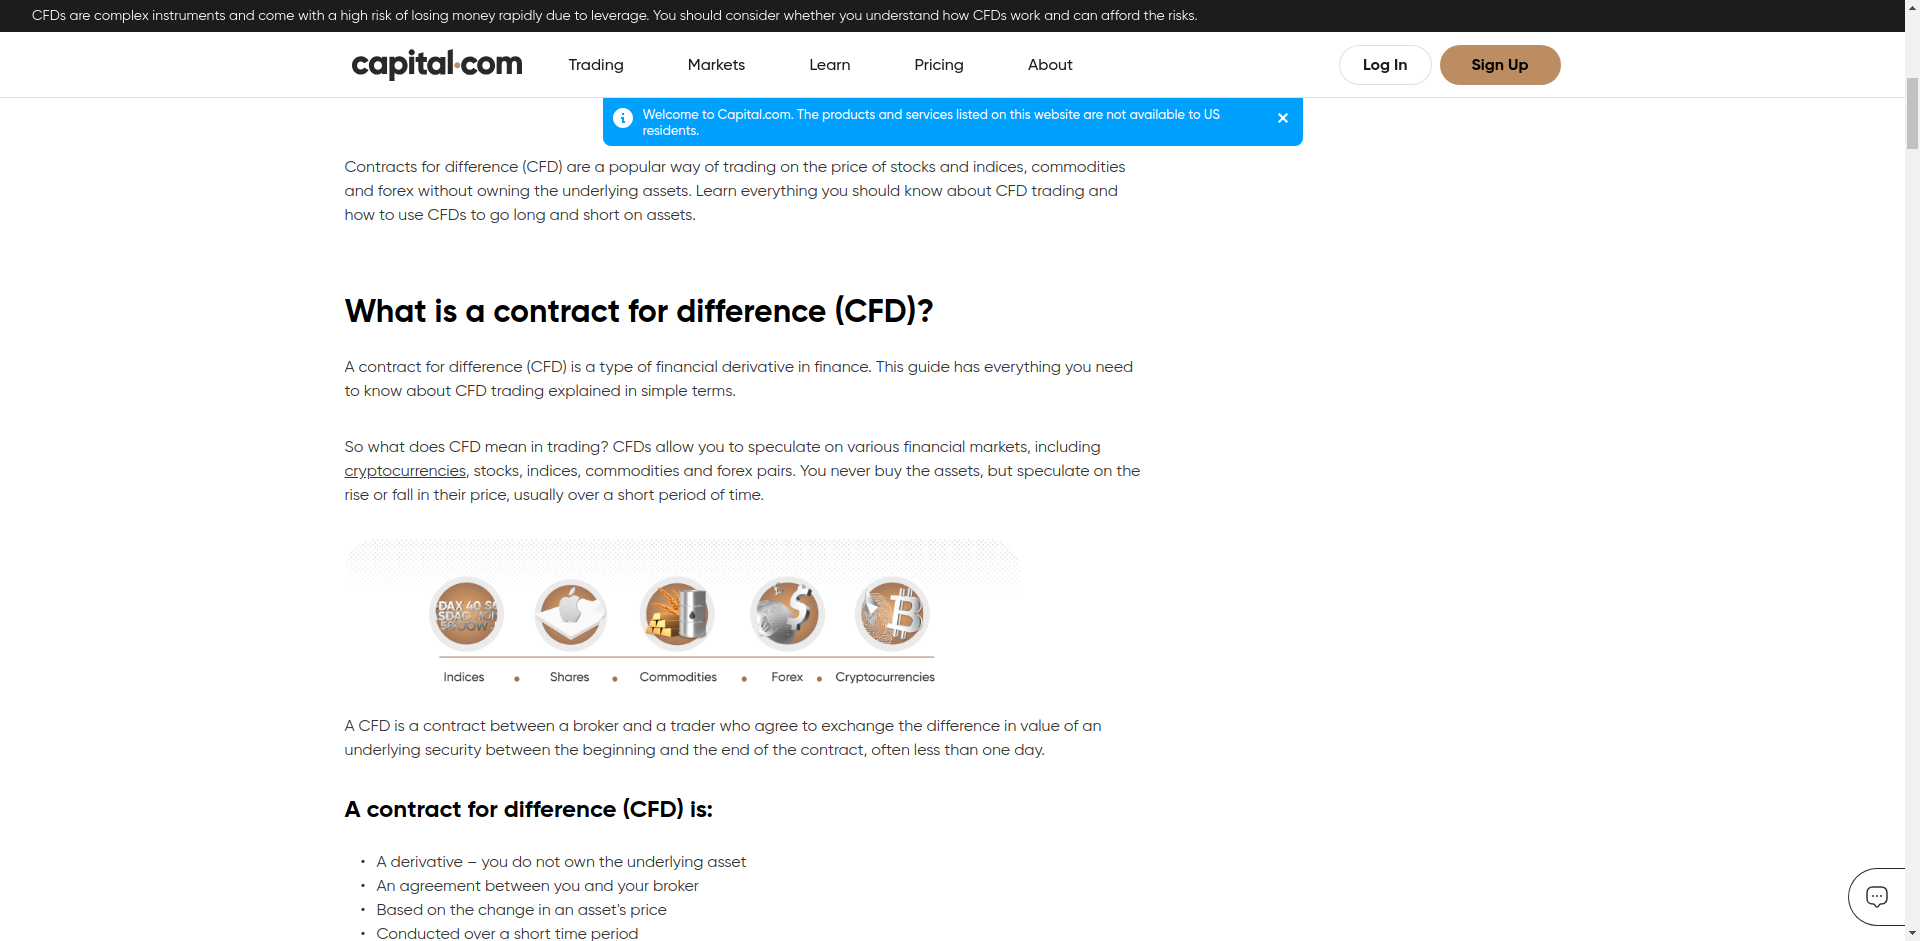 CFDs are complex instruments and come with a high risk of losing money rapidly due to leverage. You should consider whether you understand how CFDs work and can afford the risks.
capital.com
Trading
Markets
Learn
Pricing
About
Log In
Sign Up
Welcome to Capital.com. The products and services listed on this website are not available to US
residents.
Contracts for difference (CFD) are a popular way of trading on the price of stocks and indices, commodities
and forex without owning the underlying assets. Learn everything you should know about CFD trading and
how to use CFDs to go long and short on assets.
What is a contract for difference (CFD)?
A contract for difference (CFD) is a type of financial derivative in finance. This guide has everything you need
to know about CFD trading explained in simple terms.
So what does CFD mean in trading? CFDs allow you to speculate on various financial markets, including
cryptocurrencies, stocks, indices, commodities and forex pairs. You never buy the assets, but speculate on the
rise or fall in their price, usually over a short period of time.
DAX 40
Indices
Shares
Commodities
Forex
Cryptocurrencies
A CFD is a contract between a broker and a trader who agree to exchange the difference in value of an
underlying security between the beginning and the end of the contract, often less than one day.
A contract for difference (CFD) is:
• A derivative – you do not own the underlying asset
• An agreement between you and your broker
• Based on the change in an asset's price
• Conducted over a short time period